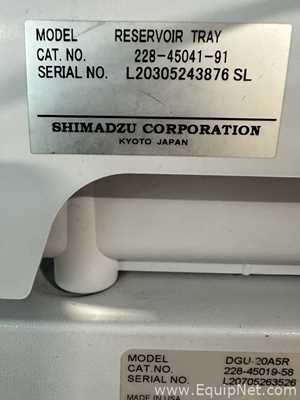 MODEL RESERVOIR TRAY
CAT. NO. 228-45041-91
SERIAL NO. L20305243876 SL
SHIMADZU CORPORATION
KYOTO JAPAN
MODEL DGU-20A5R
CAT.NO. 228-45019-58
SERIAL NO. L20705263526
MADE IN USA
www.EquipNet.com